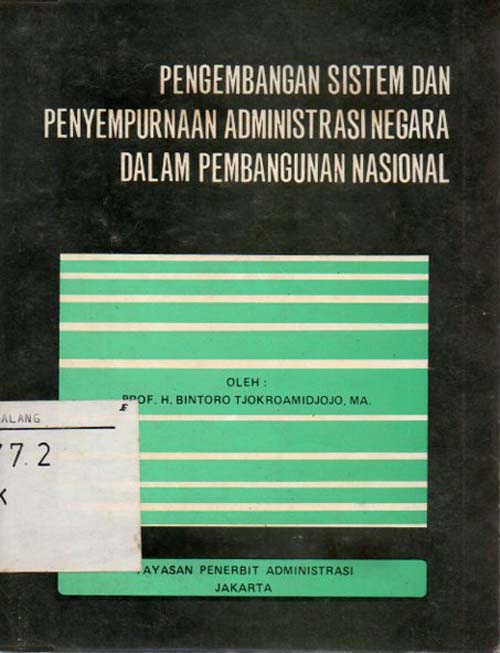 PENGEMBANGAN SISTEM DAN
PENYEMPURNAAN ADMINISTRASI NEGARA
DALAM PEMBANGUNAN NASIONAL
OLEH :
PROF. H. BINTORO TJOKROAMIDJOJO, MA.
ALANG
E
7.2
K
YAYASAN PENERBIT ADMINISTRASI
JAKARTA